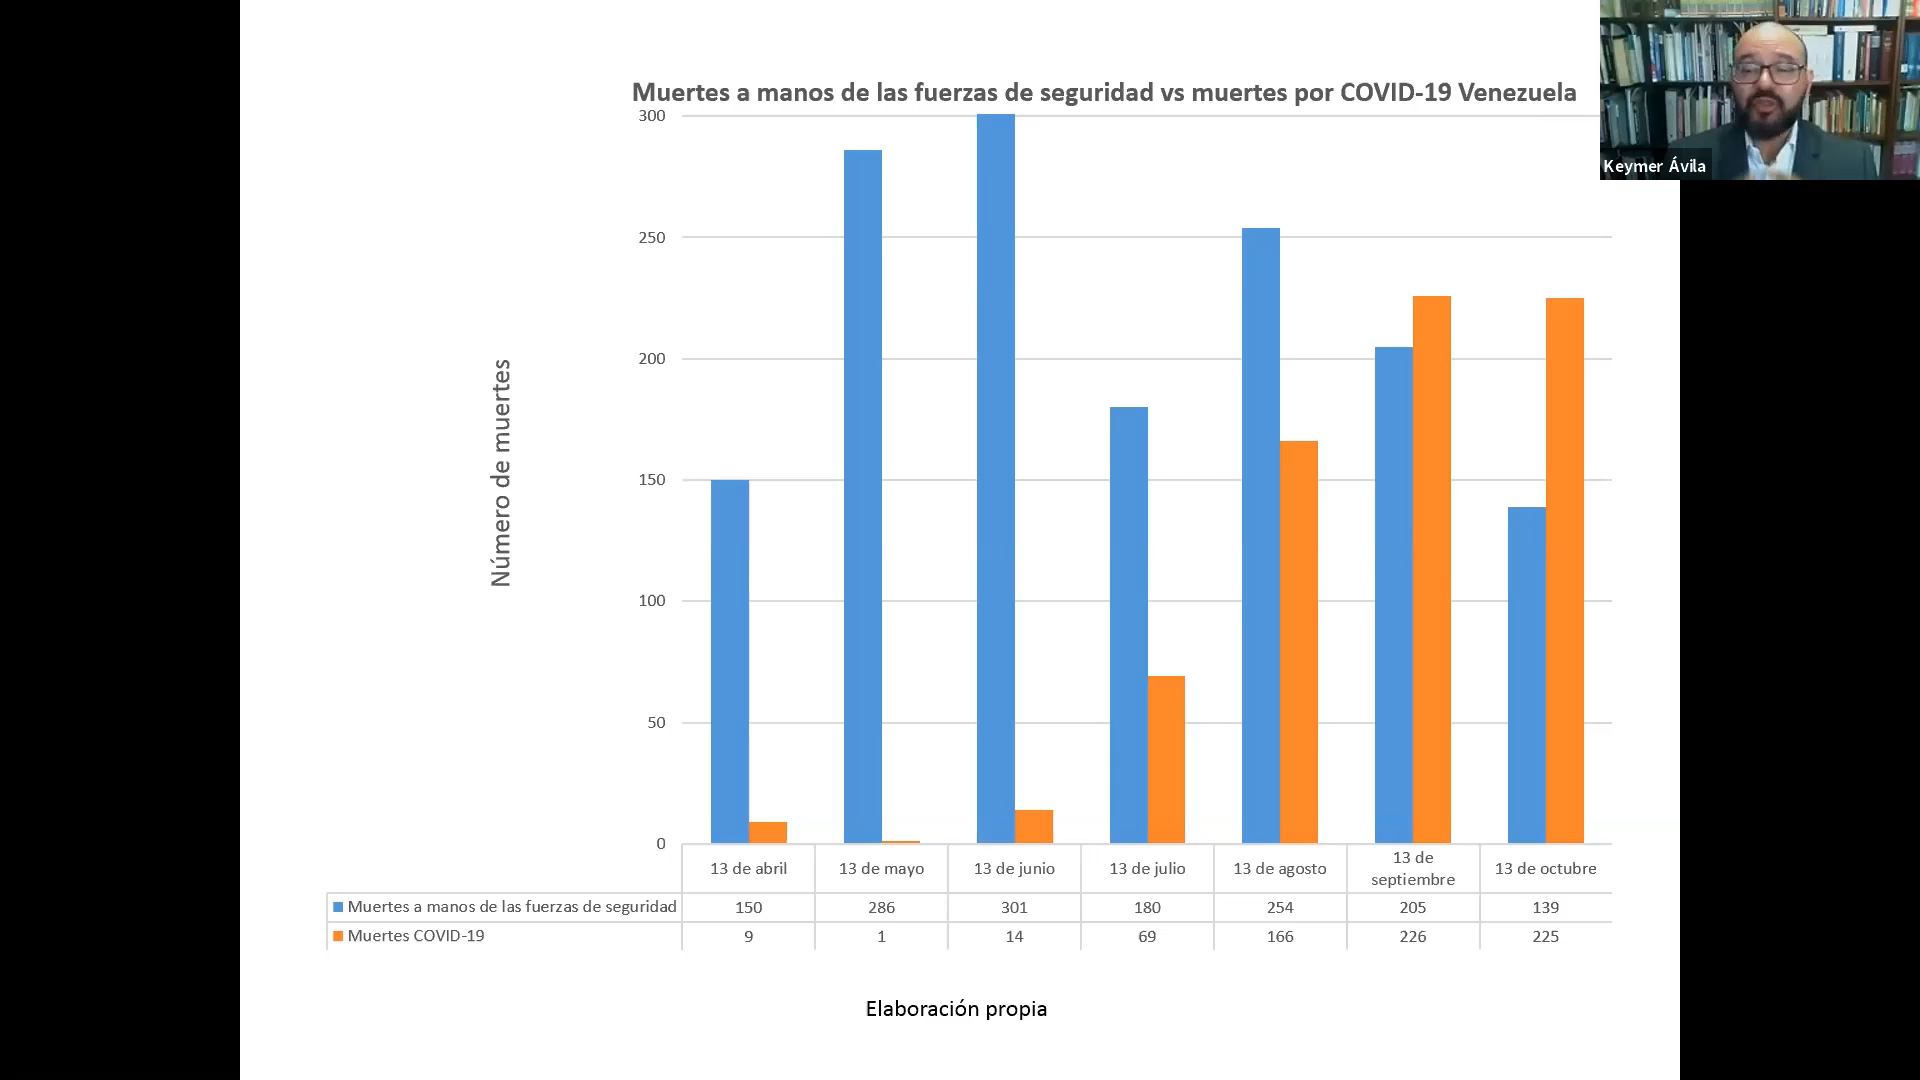 Muertes a manos de las fuerzas de seguridad vs muertes por COVID-19 Venezuela
Keymer Ávila
Número de muertes
300
250
200
150
100
50
0
13 de abril 13 de mayo 13 de junio 13 de julio 13 de agosto 13 de septiembre 13 de octubre
Muertes a manos de las fuerzas de seguridad 150 286 301 180 254 205 139
Muertes COVID-19 9 1 14 69 166 226 225
Elaboración propia